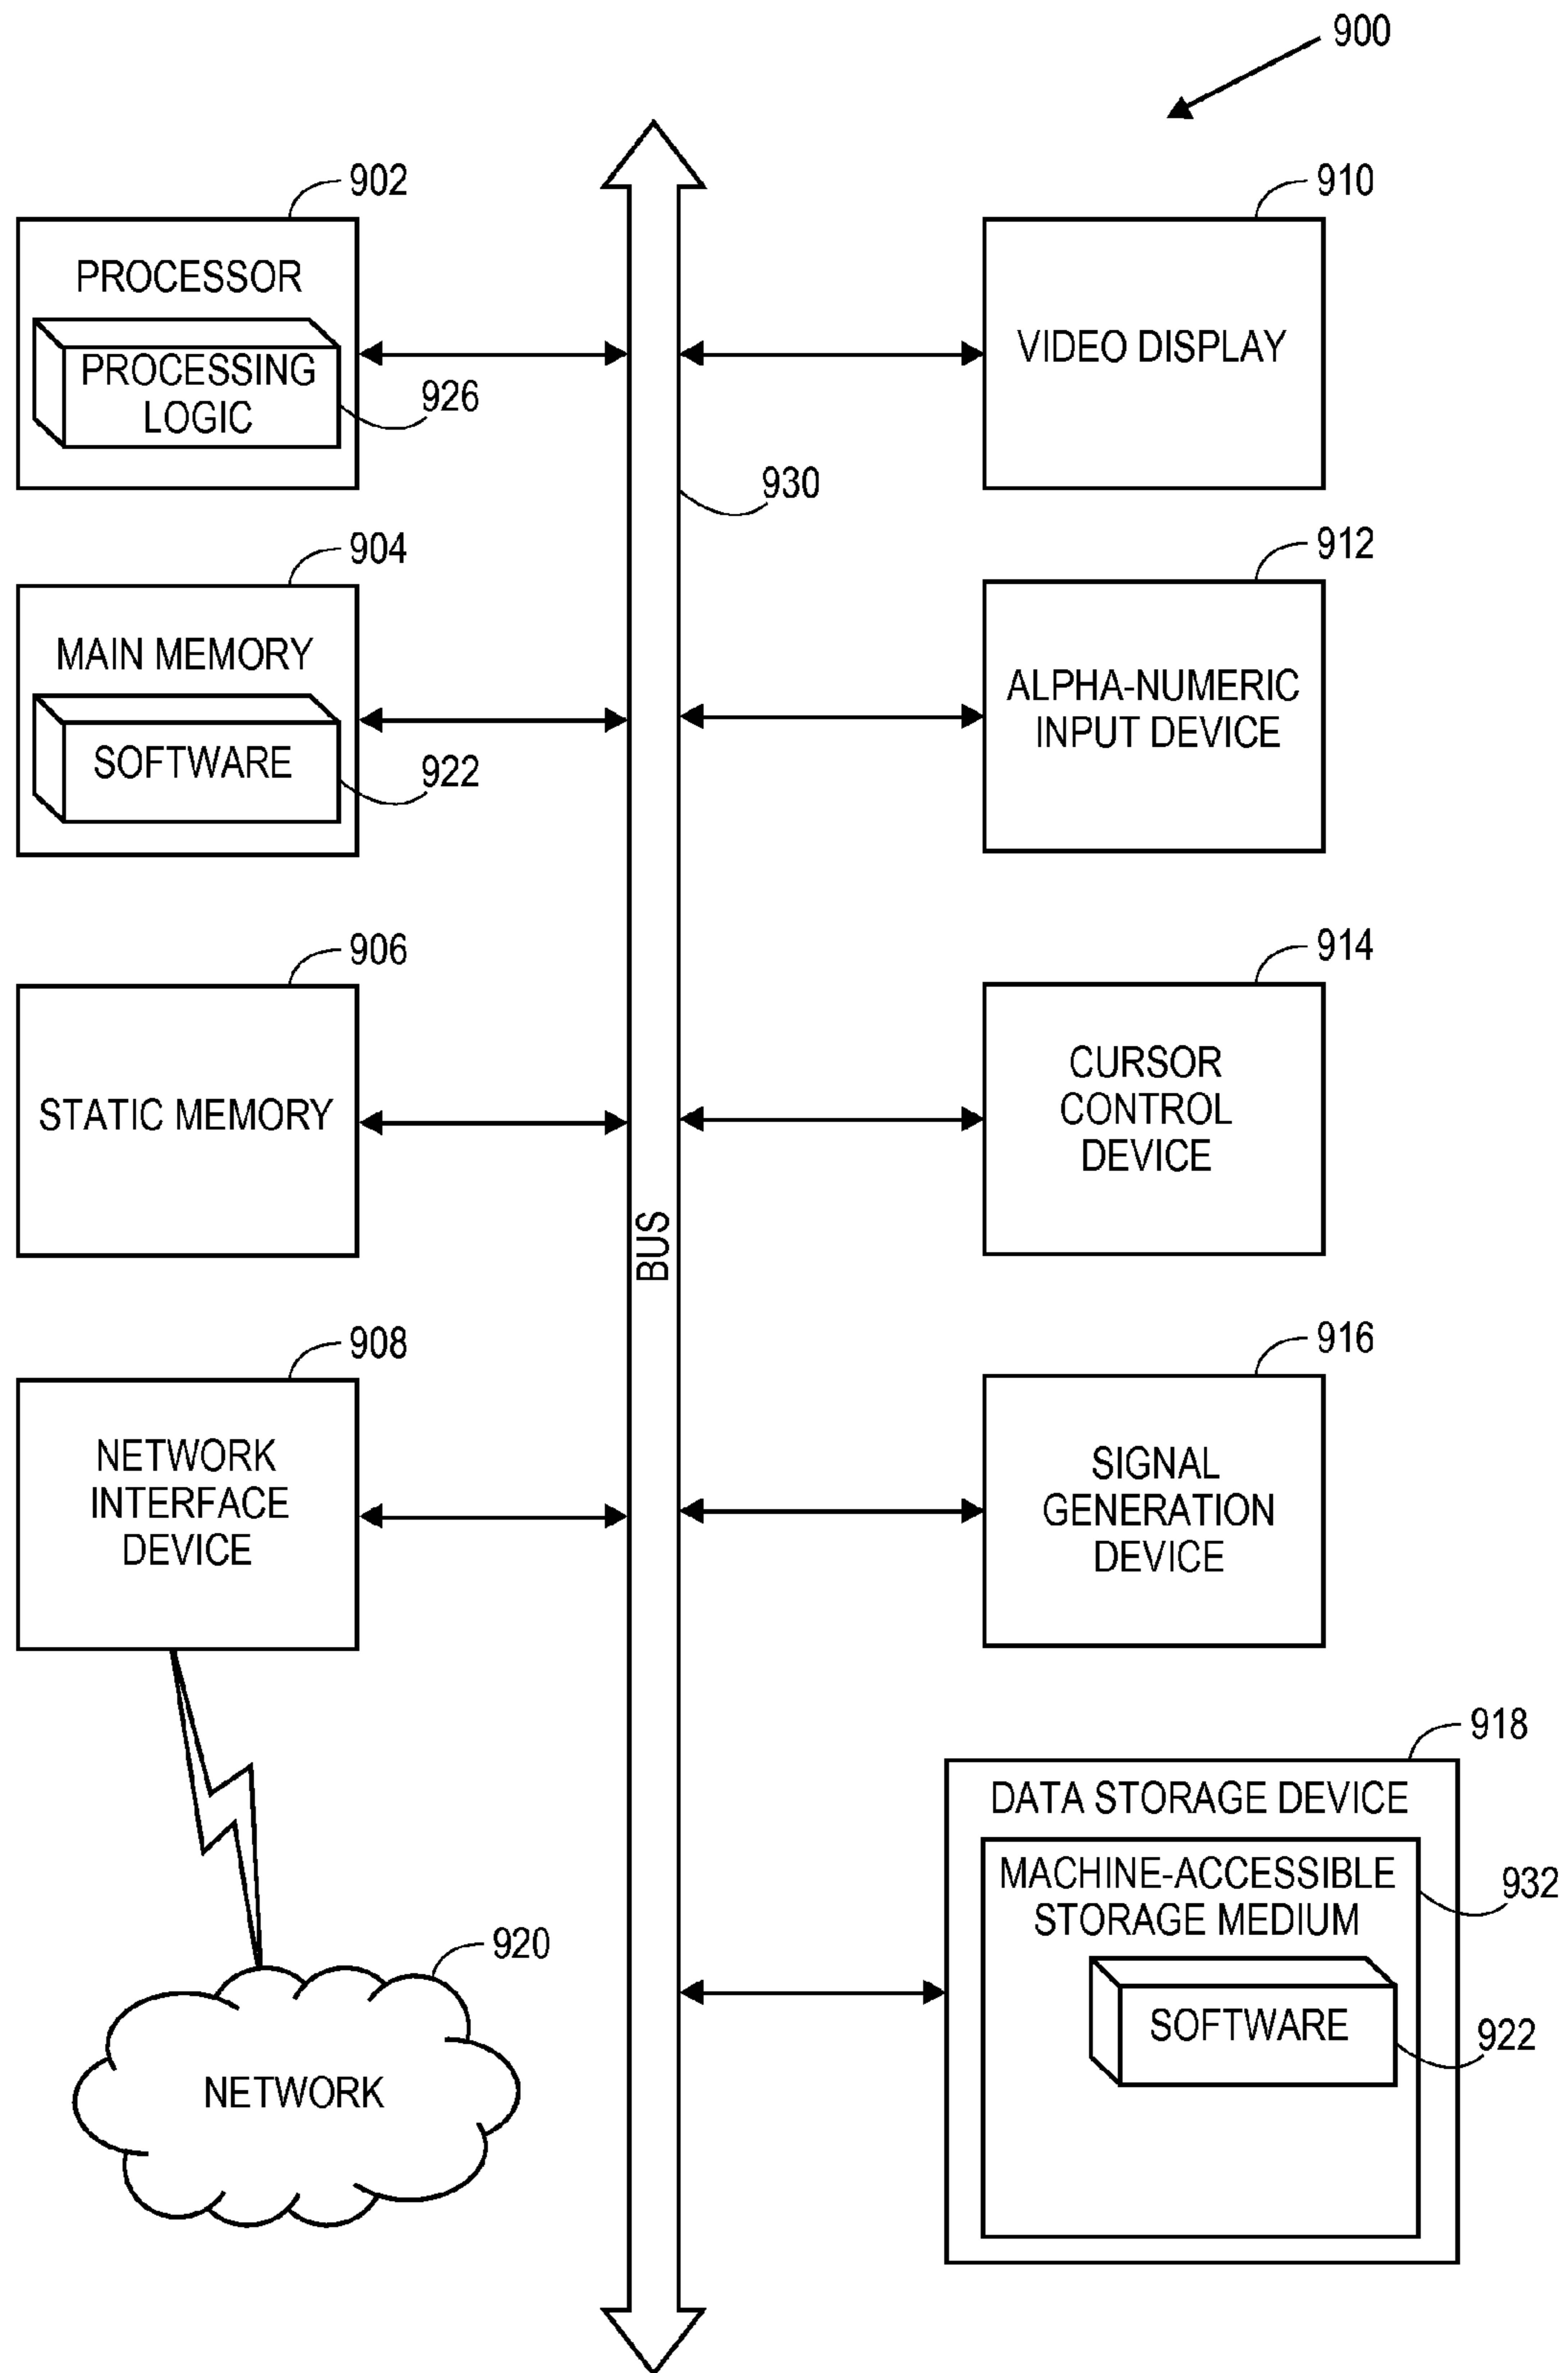 900
902
PROCESSOR
PROCESSING
LOGIC
926
904
MAIN MEMORY
SOFTWARE
922
906
STATIC MEMORY
908
NETWORK
INTERFACE
DEVICE
920
NETWORK
930
BUS
910
VIDEO DISPLAY
912
ALPHA-NUMERIC
INPUT DEVICE
914
CURSOR
CONTROL
DEVICE
916
SIGNAL
GENERATION
DEVICE
918
DATA STORAGE DEVICE
MACHINE-ACCESSIBLE
STORAGE MEDIUM
932
SOFTWARE
922